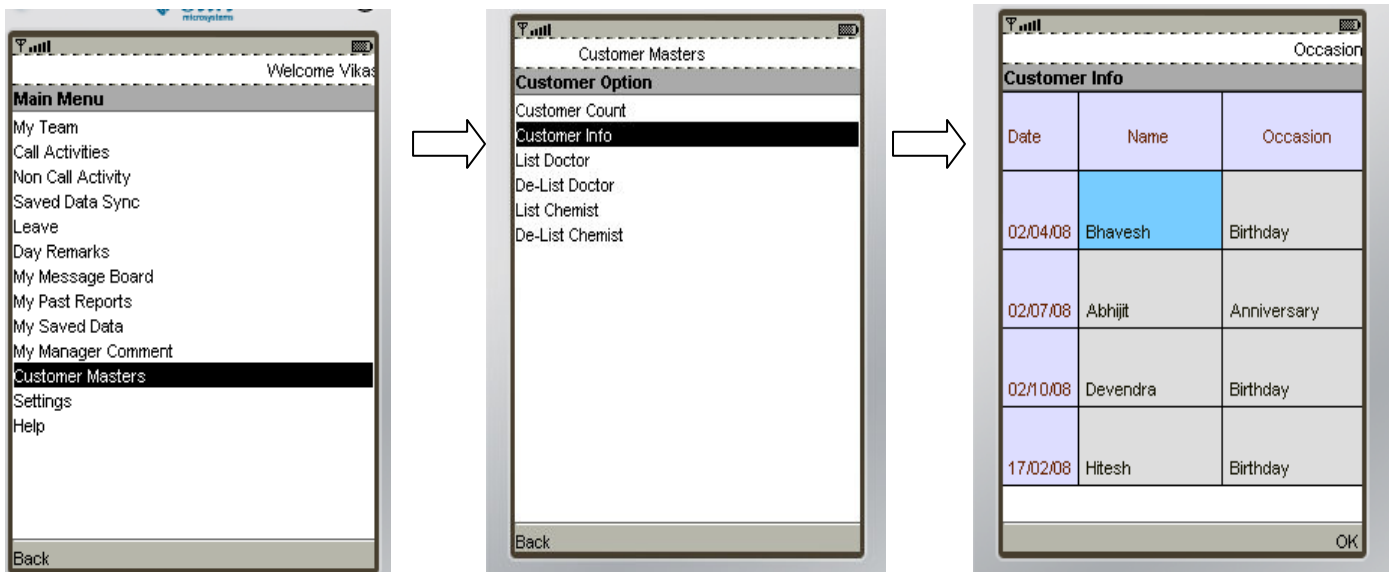 microsystems
Welcome Vikas
Main Menu
My Team
Call Activities
Non Call Activity
Saved Data Sync
Leave
Day Remarks
My Message Board
My Past Reports
My Saved Data
My Manager Comment
Customer Masters
Settings
Help
Back
Customer Masters
Customer Option
Customer Count
Customer Info
List Doctor
De-List Doctor
List Chemist
De-List Chemist
Back
Occasion
Customer Info
Date Name Occasion
02/04/08 Bhavesh Birthday
02/07/08 Abhijit Anniversary
02/10/08 Devendra Birthday
17/02/08 Hitesh Birthday
OK